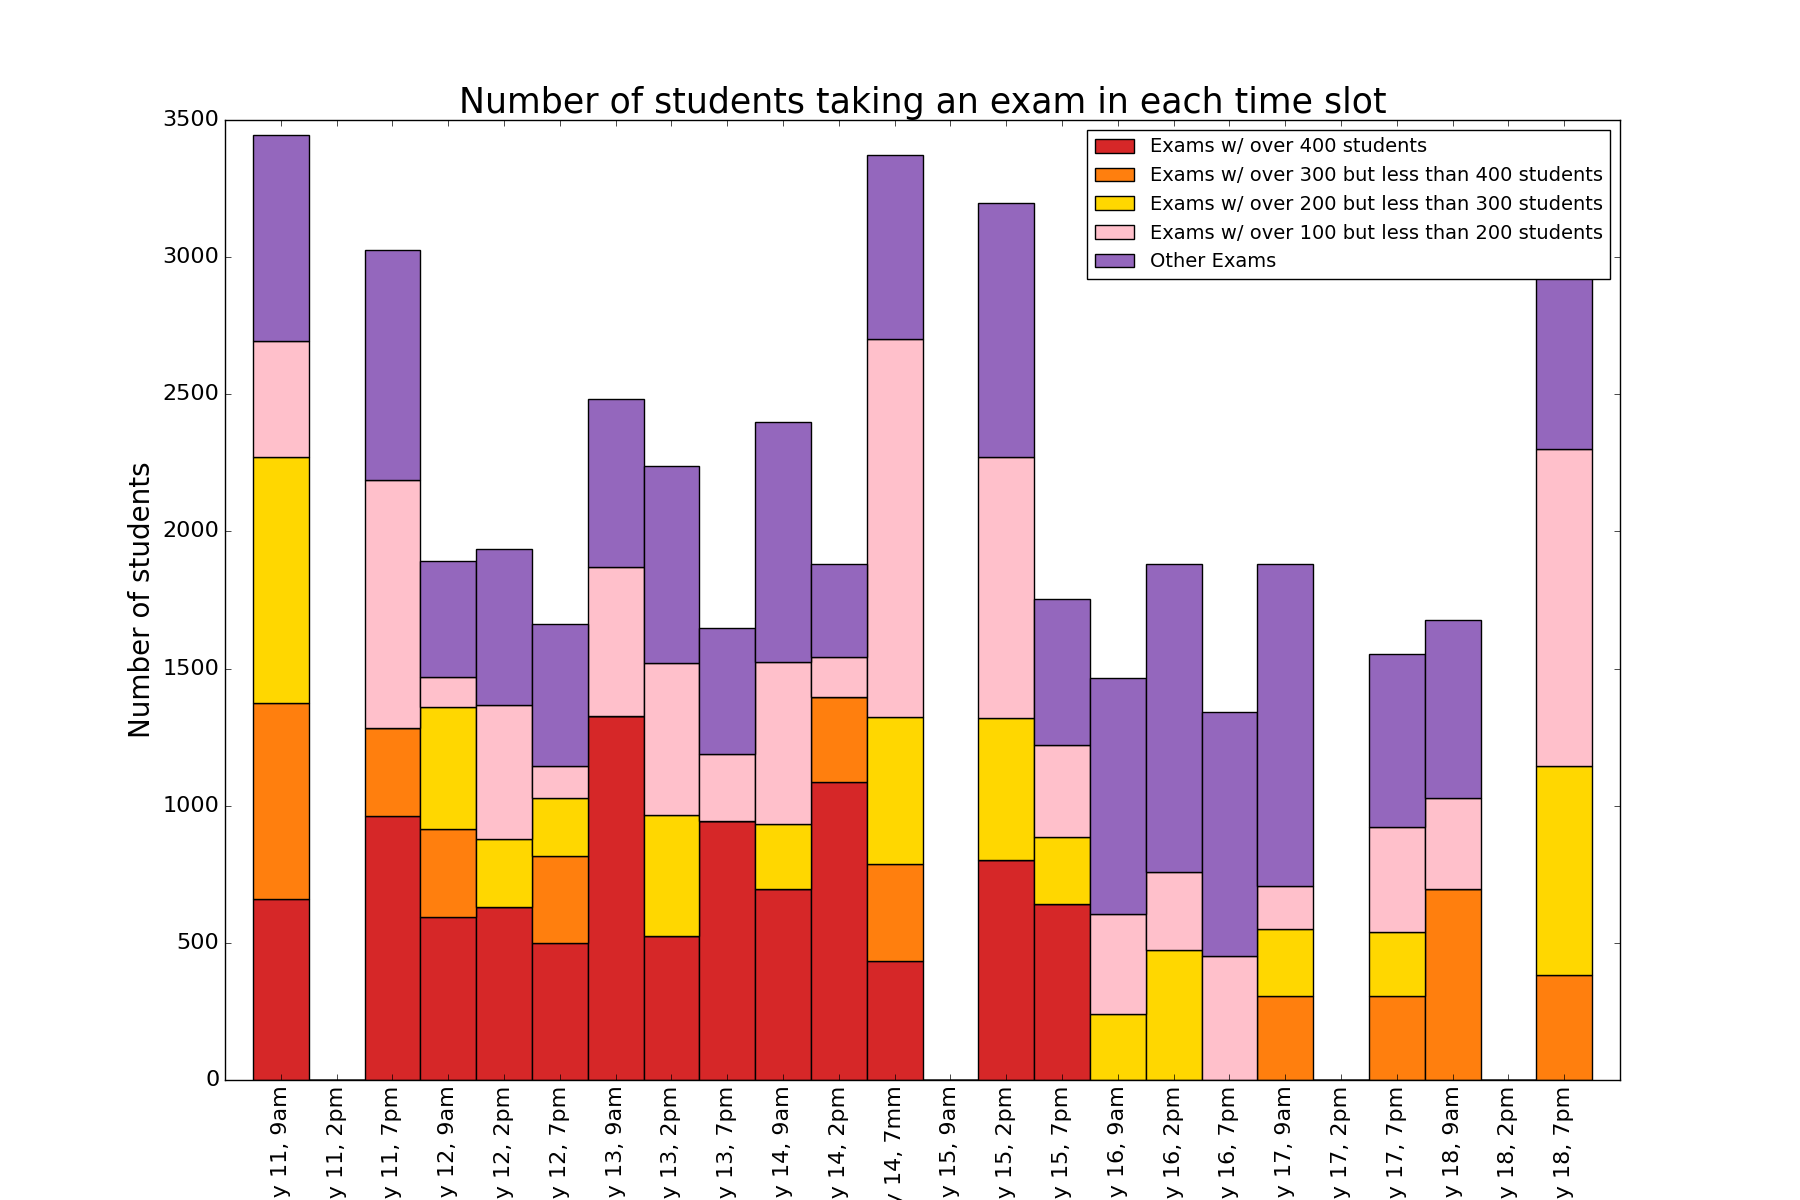 Number of students taking an exam in each time slot
3500
3000
2500
2000
1500
1000
500
0
Number of students
Exams w/ over 400 students
Exams w/ over 300 but less than 400 students
Exams w/ over 200 but less than 300 students
Exams w/ over 100 but less than 200 students
Other Exams
y 11, 9am
y 11, 2pm
y 11, 7pm
y 12, 9am
y 12, 2pm
y 12, 7pm
y 13, 9am
y 13, 2pm
y 13, 7pm
y 14, 9am
y 14, 2pm
y 14, 7mm
y 15, 9am
y 15, 2pm
y 15, 7pm
y 16, 9am
y 16, 2pm
y 16, 7pm
y 17, 9am
y 17, 2pm
y 17, 7pm
y 18, 9am
y 18, 2pm
y 18, 7pm